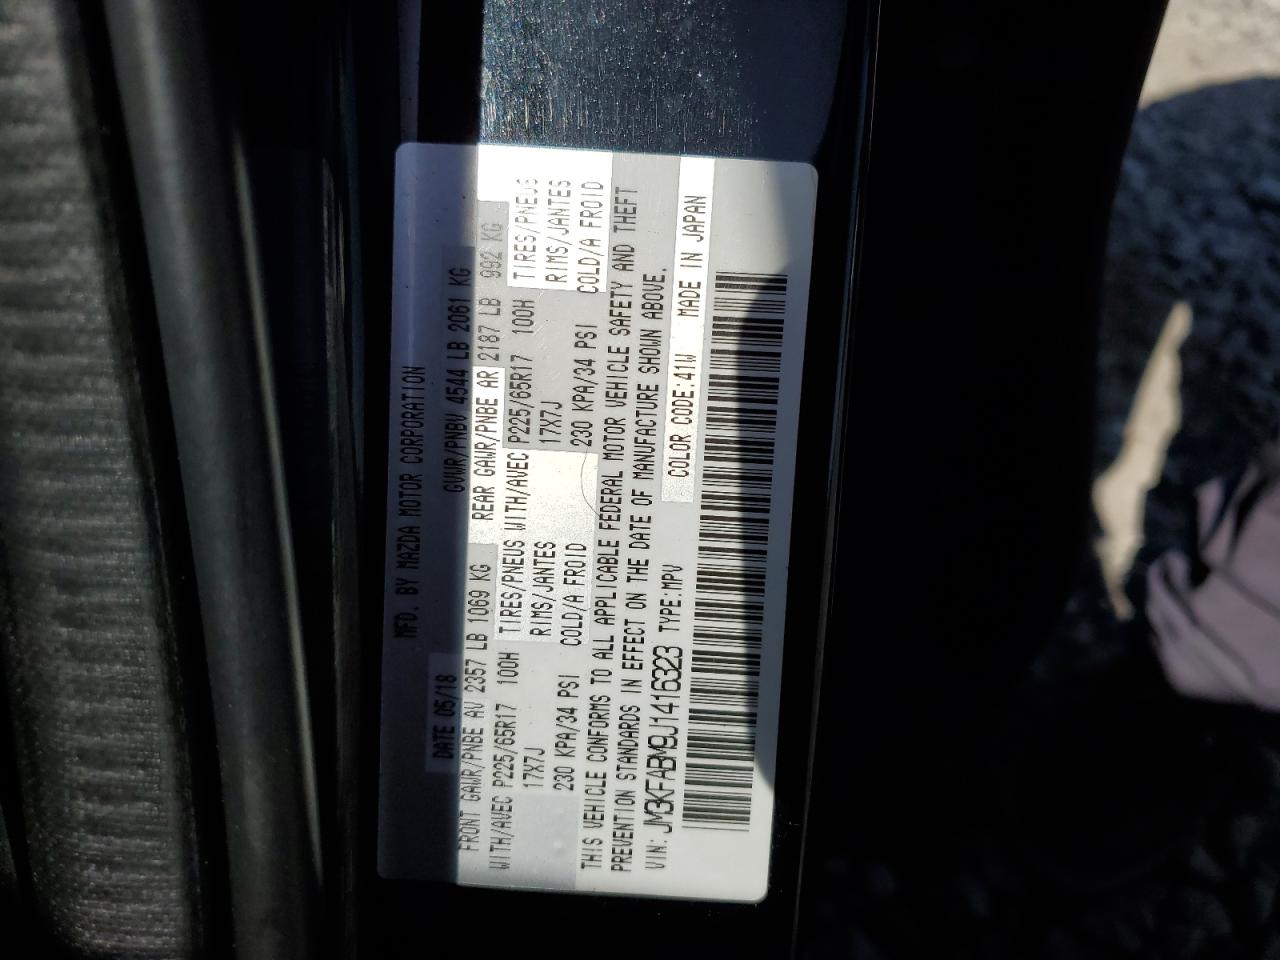 MFD. BY MAZDA MOTOR CORPORATION
DATE 05/18 GVWR/PNBV 4544 LB 2061 KG
FRONT GAWR/PNBE AV 2357 LB 1069 KG REAR GAWR/PNBE AR 2187 LB 992 KG
WITH/AVEC P225/65R17 100H TIRES/PNEUS WITH/AVEC P225/65R17 100H TIRES/PNEUS
17X7J RIMS/JANTES 17X7J RIMS/JANTES
230 KPA/34 PSI COLD/A FROID 230 KPA/34 PSI COLD/A FROID
THIS VEHICLE CONFORMS TO ALL APPLICABLE FEDERAL MOTOR VEHICLE SAFETY AND THEFT
PREVENTION STANDARDS IN EFFECT ON THE DATE OF MANUFACTURE SHOWN ABOVE.
VIN: JM3KFABM9J1416323 TYPE:MPV COLOR CODE:41W MADE IN JAPAN